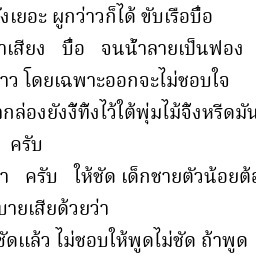 ังเยอะ ผูกว่าวก็ได้ ขับเรือบื๋อ
าเสียง บื๋อ จนน้ำลายเป็นฟอง
าว โดยเฉพาะออกจะไม่ชอบใจ
กล่องยังงี้ทิ้งไว้ใต้พุ่มไม้จึงหรีดมัน
ครับ
า ครับ ให้ชัด เด็กชายตัวน้อยต้อ
บายเสียด้วยว่า
ชัดแล้ว ไม่ชอบให้พูดไม่ชัด ถ้าพูด